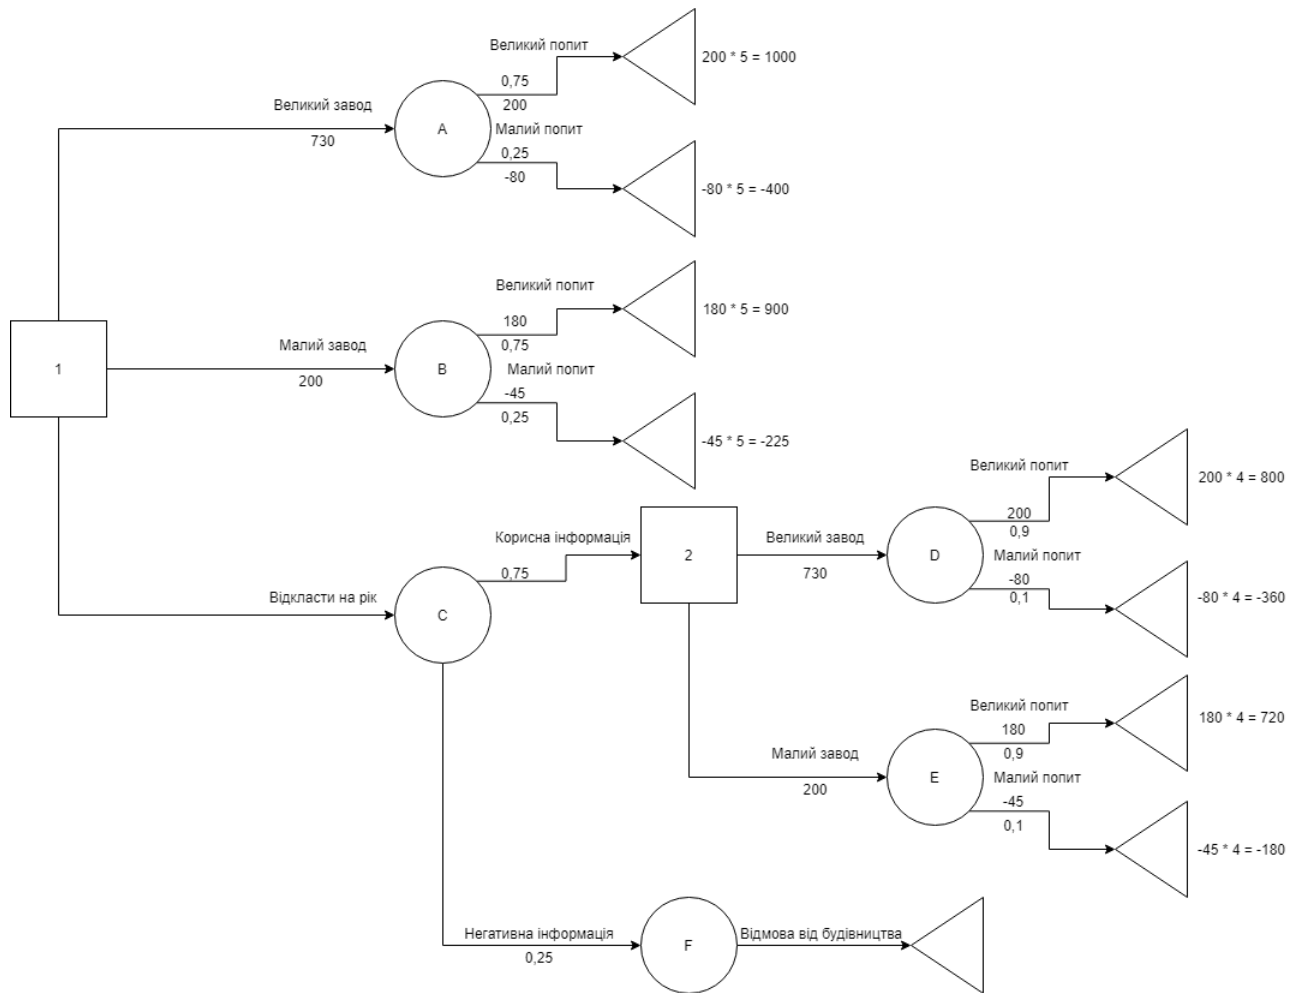 Великий попит
0,75
200
200 * 5 = 1000
Великий завод
730
A
Малий попит
0,25
-80
-80 * 5 = -400
Великий попит
180
0,75
180 * 5 = 900
1
Малий завод
200
B
Малий попит
-45
0,25
-45 * 5 = -225
Відкласти на рік
C
Корисна інформація
0,75
2
Великий завод
730
D
Великий попит
200
0,9
200 * 4 = 800
Малий попит
-80
0,1
-80 * 4 = -360
Малий завод
200
E
Великий попит
180
0,9
180 * 4 = 720
Малий попит
-45
0,1
-45 * 4 = -180
Негативна інформація
0,25
F
Відмова від будівництва